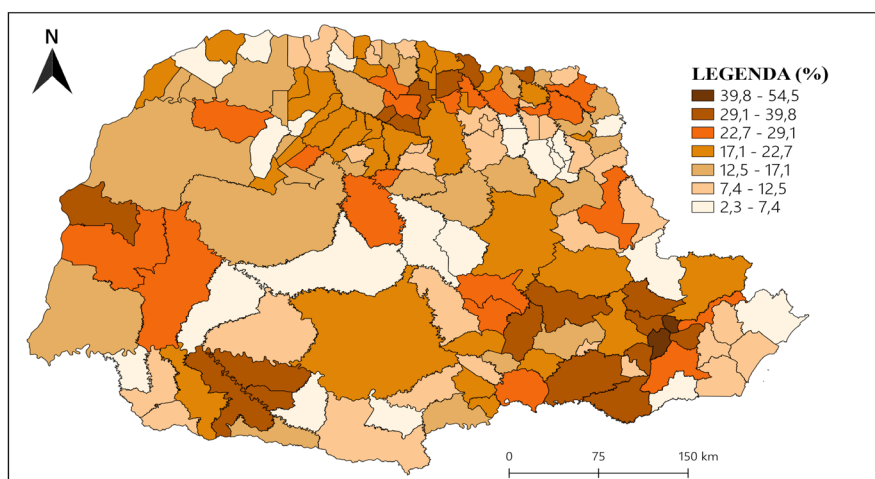 N
LEGENDA (%)
39,8 - 54,5
29,1 - 39,8
22,7 - 29,1
17,1 - 22,7
12,5 - 17,1
7,4 - 12,5
2,3 - 7,4
0 75 150 km